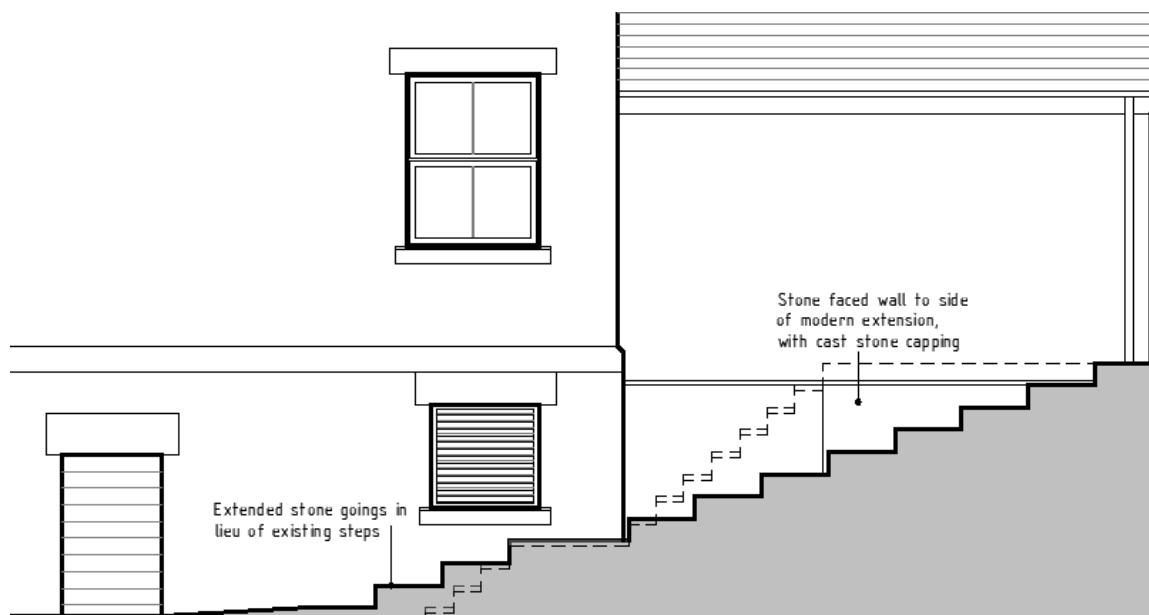 Stone faced wall to side
of modern extension,
with cast stone capping
Extended stone goings in
lieu of existing steps